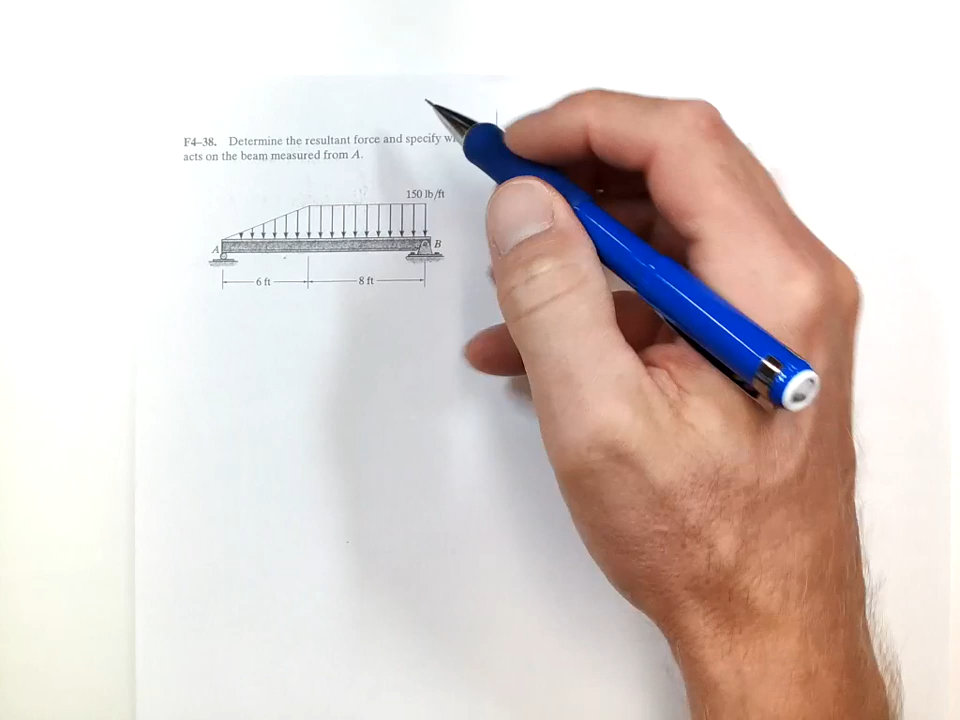 F4–38. Determine the resultant force and specify
acts on the beam measured from A.
150 lb/ft
A
B
6 ft
8 ft